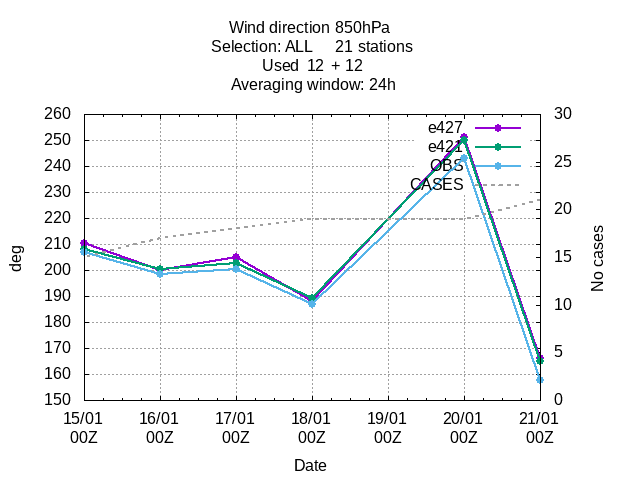 Wind direction 850hPa
Selection: ALL 21 stations
Used 12 + 12
Averaging window: 24h
260
250
240
230
220
210
200
190
180
170
160
150
deg
30
25
20
15
10
5
0
No cases
e427
e421
OBS
CASES
15/01 16/01 17/01 18/01 19/01 20/01 21/01
00Z 00Z 00Z 00Z 00Z 00Z 00Z
Date